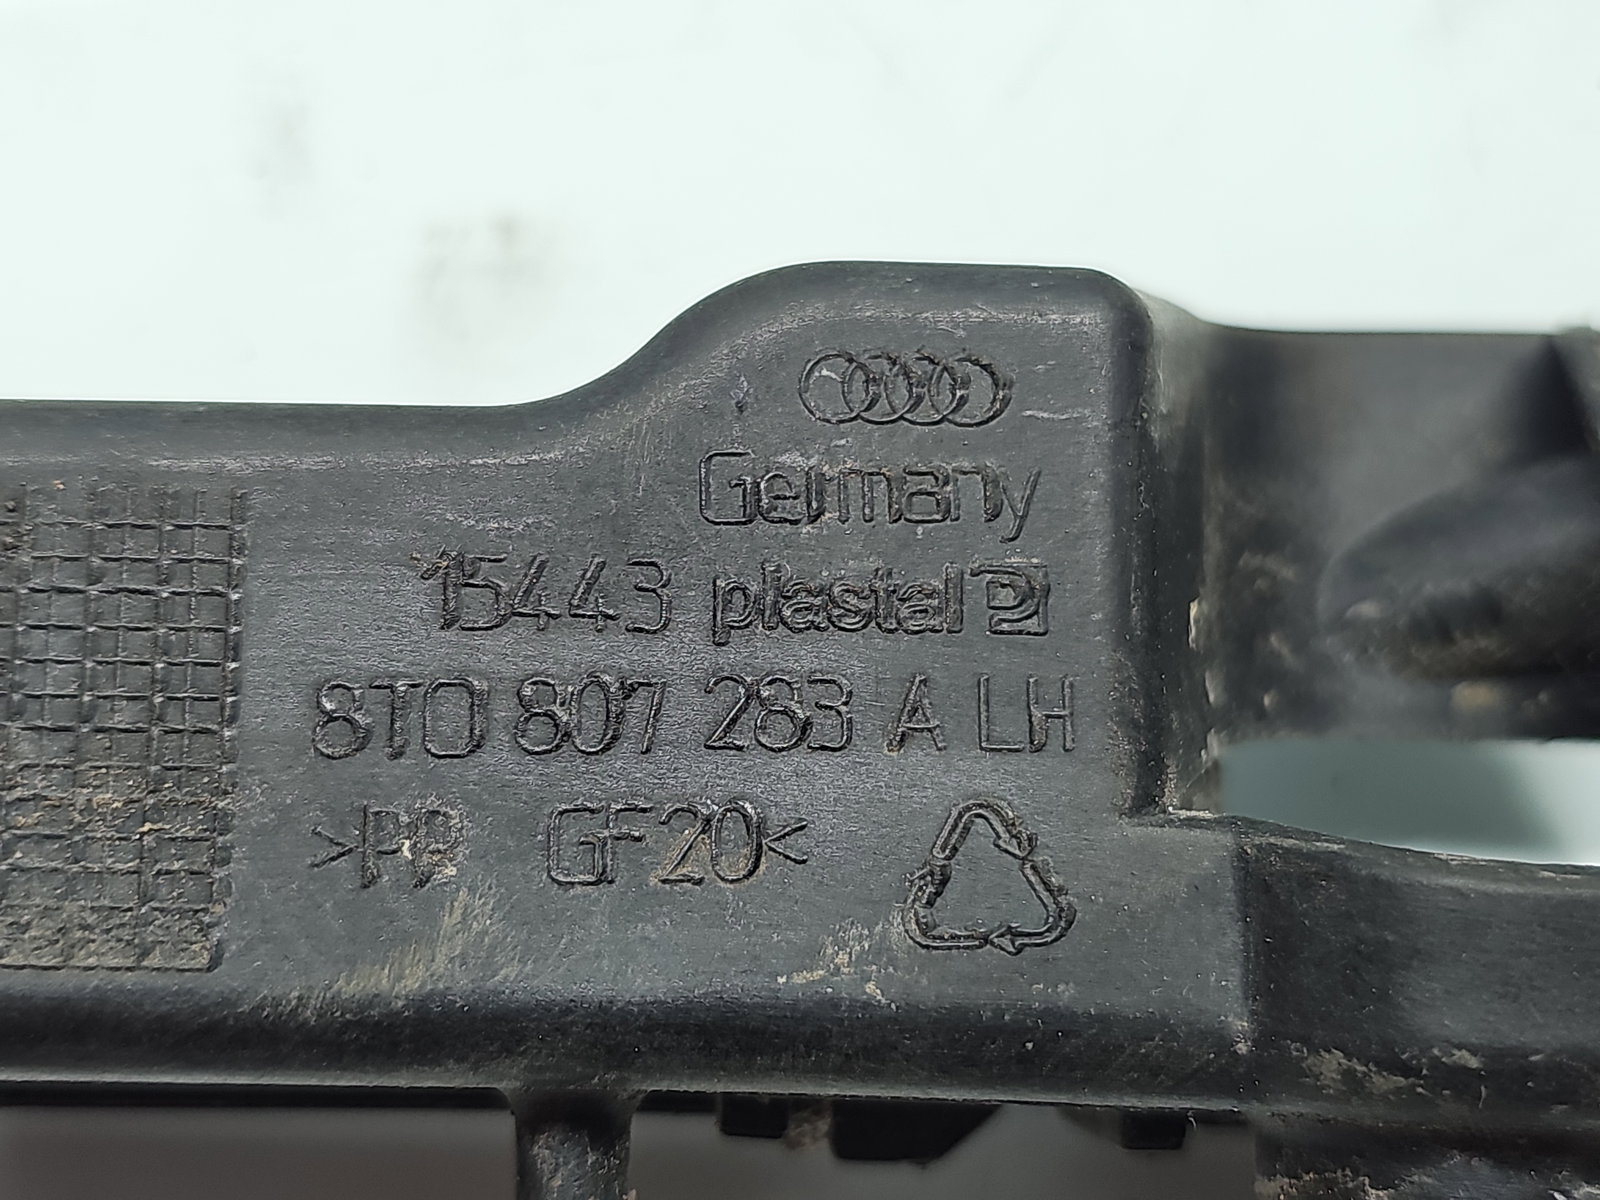 Germany
15443 plastal
8T0 807 283 A LH
>PP GF20<